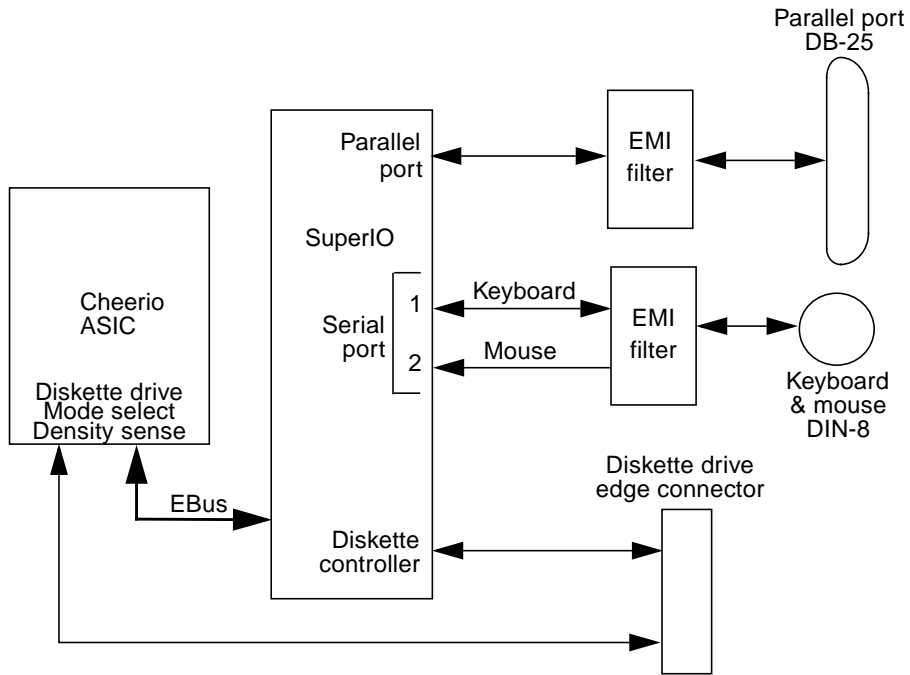 Parallel port
DB-25
Parallel
port
EMI
filter
SuperIO
Cheerio
ASIC
Serial
port
1
2
Keyboard
Mouse
EMI
filter
Keyboard
& mouse
DIN-8
Diskette drive
Mode select
Density sense
EBus
Diskette drive
edge connector
Diskette
controller